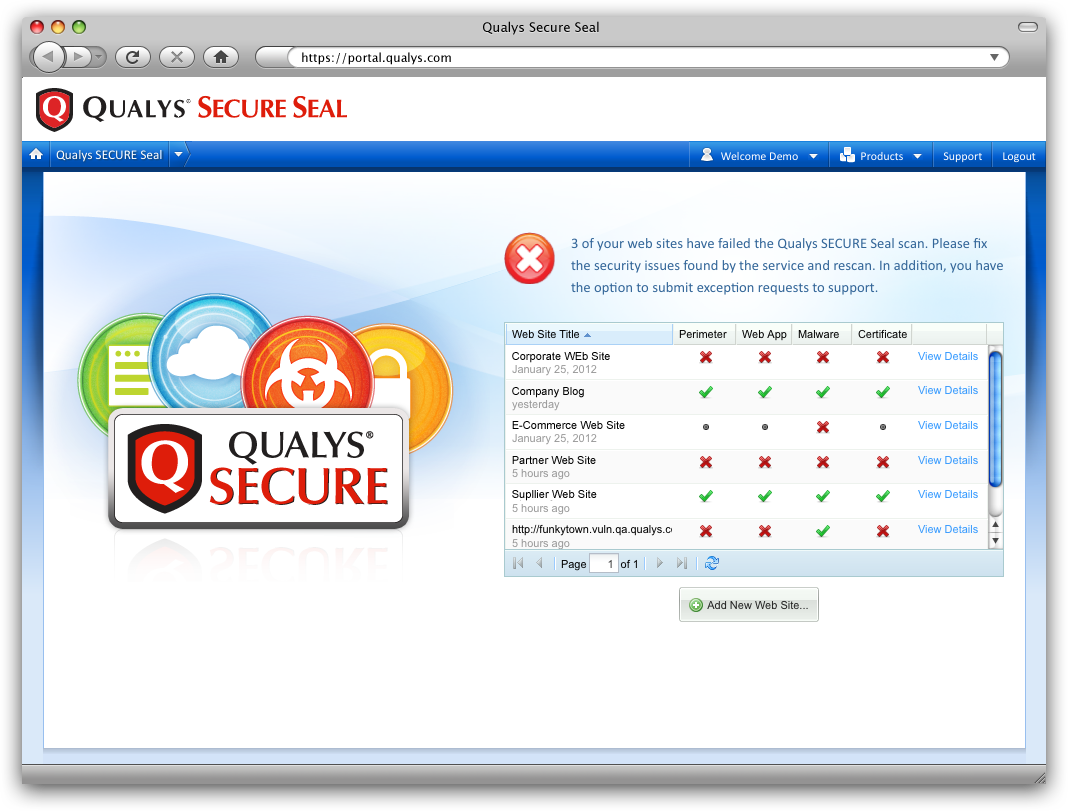 Qualys Secure Seal
https://portal.qualys.com
QUALYS® SECURE SEAL
Qualys SECURE Seal
Welcome Demo
Products
Support
Logout
3 of your web sites have failed the Qualys SECURE Seal scan. Please fix
the security issues found by the service and rescan. In addition, you have
the option to submit exception requests to support.
QUALYS®
SECURE
Web Site Title Perimeter Web App Malware Certificate
Corporate WEb Site View Details
January 25, 2012
Company Blog View Details
yesterday
E-Commerce Web Site View Details
January 25, 2012
Partner Web Site View Details
5 hours ago
Supllier Web Site View Details
5 hours ago
http://funkytown.vuln.qa.qualys.co View Details
5 hours ago
Page 1 of 1
Add New Web Site...